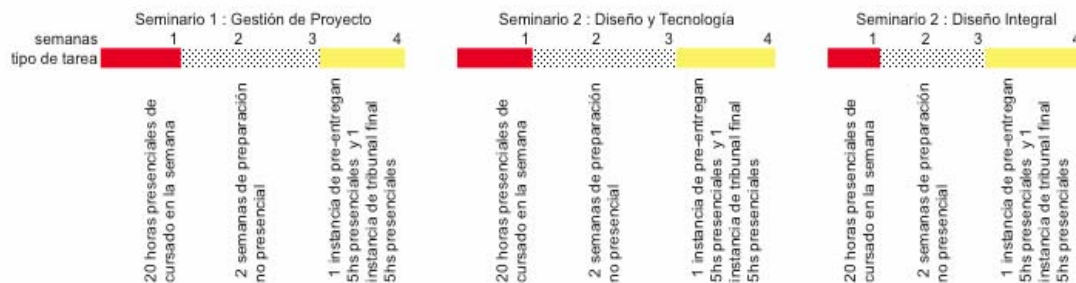 Seminario 1 : Gestión de Proyecto
semanas 1 2 3 4
tipo de tarea
20 horas presenciales de
cursado en la semana
2 semanas de preparación
no presencial
1 instancia de pre-entregan
5hs presenciales y 1
instancia de tribunal final
5hs presenciales
Seminario 2 : Diseño y Tecnología
1 2 3 4
20 horas presenciales de
cursado en la semana
2 semanas de preparación
no presencial
1 instancia de pre-entregan
5hs presenciales y 1
instancia de tribunal final
5hs presenciales
Seminario 2 : Diseño Integral
1 2 3 4
20 horas presenciales de
cursado en la semana
2 semanas de preparación
no presencial
1 instancia de pre-entregan
5hs presenciales y 1
instancia de tribunal final
5hs presenciales